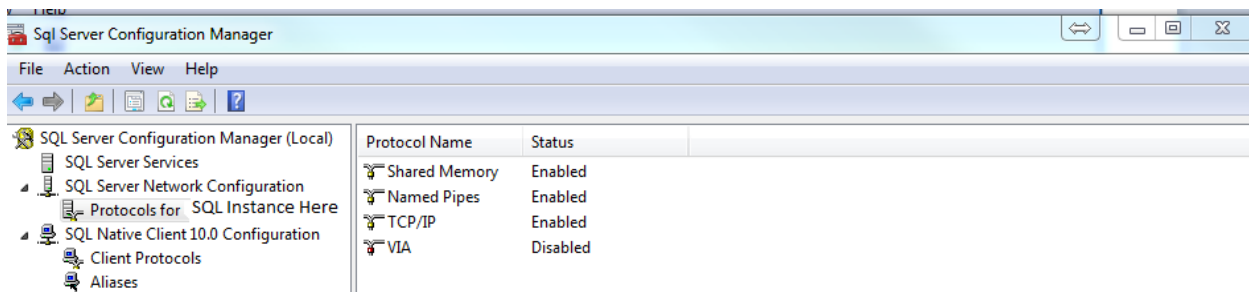 Sql Server Configuration Manager
File Action View Help
SQL Server Configuration Manager (Local)
SQL Server Services
SQL Server Network Configuration
Protocols for SQL Instance Here
SQL Native Client 10.0 Configuration
Client Protocols
Aliases
Protocol Name Status
Shared Memory Enabled
Named Pipes Enabled
TCP/IP Enabled
VIA Disabled